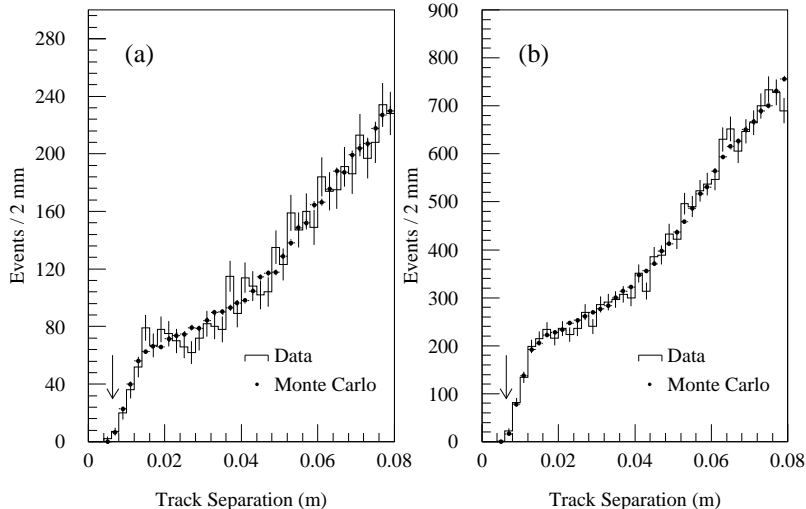 (a)
Events / 2 mm
280
240
200
160
120
80
40
0
Data
Monte Carlo
0 0.02 0.04 0.06 0.08
Track Separation (m)
(b)
Events / 2 mm
900
800
700
600
500
400
300
200
100
0
Data
Monte Carlo
0 0.02 0.04 0.06 0.08
Track Separation (m)